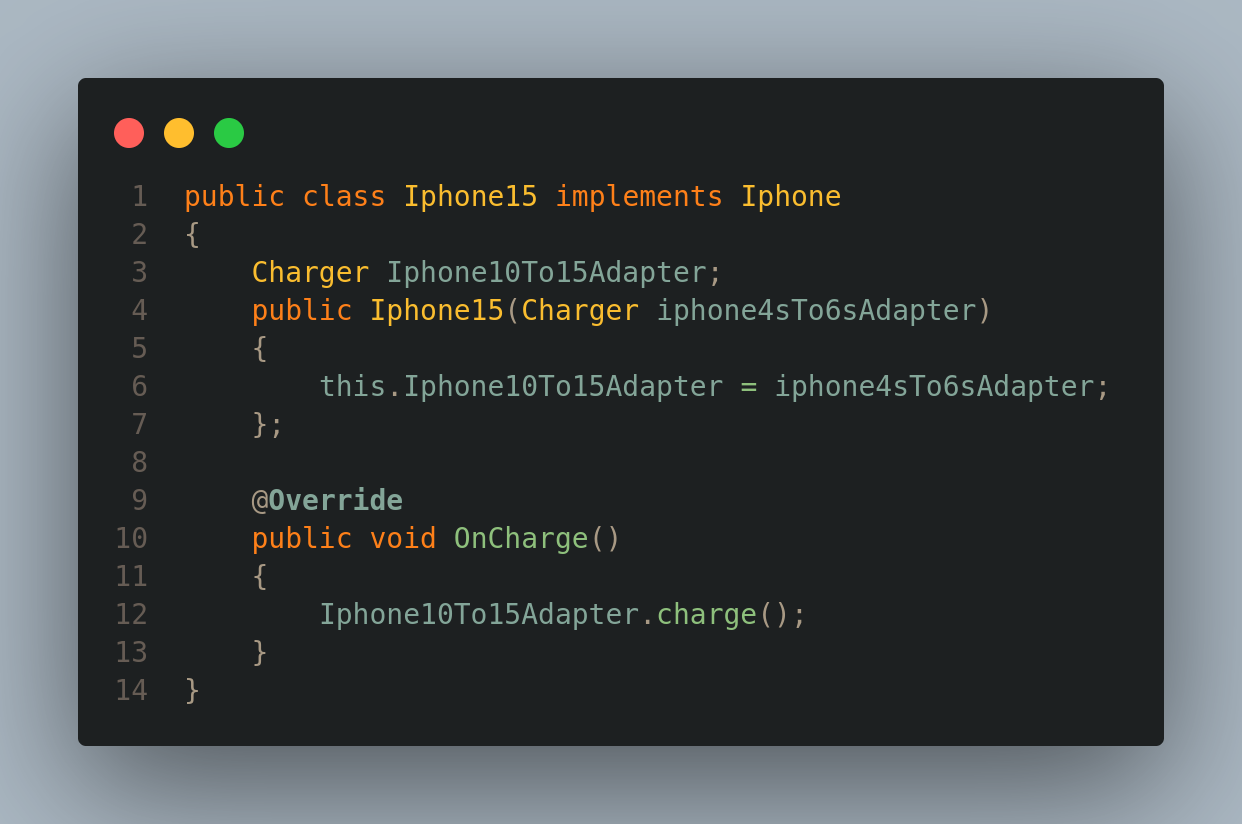 1 public class Iphone15 implements Iphone
2 {
3     Charger Iphone10To15Adapter;
4     public Iphone15(Charger iphone4sTo6sAdapter)
5     {
6         this.Iphone10To15Adapter = iphone4sTo6sAdapter;
7     };
8
9     @Override
10     public void OnCharge()
11     {
12         Iphone10To15Adapter.charge();
13     }
14 }